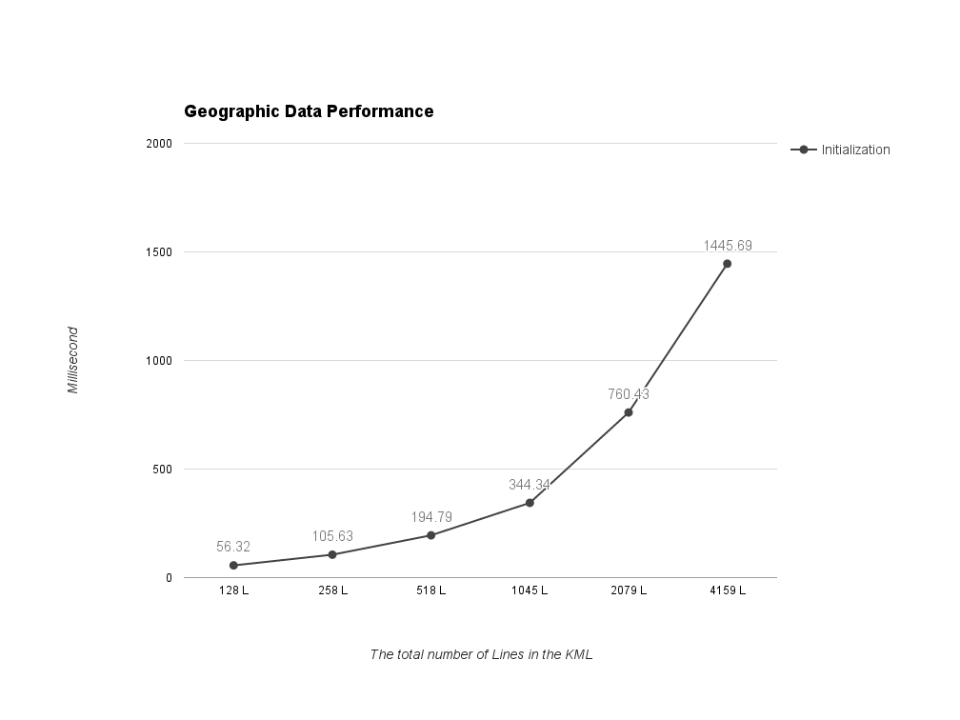 Geographic Data Performance
2000
Initialization
1500
1445.69
1000
Millisecond
760.43
500
344.34
194.79
105.63
56.32
0
128 L 258 L 518 L 1045 L 2079 L 4159 L
The total number of Lines in the KML